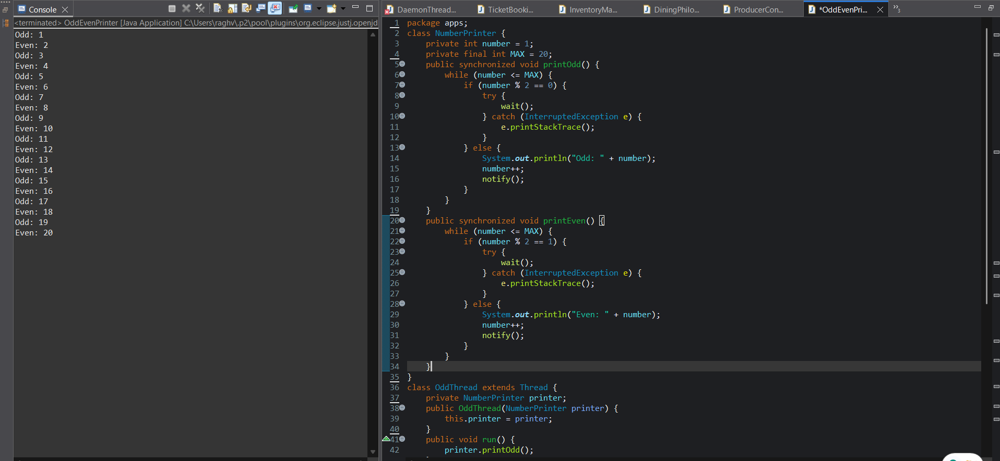 Console
<terminated> OddEvenPrinter [Java Application] C:\Users\raghv\.p2\pool\plugins\org.eclipse.justj.openjd
Odd: 1
Even: 2
Odd: 3
Even: 4
Odd: 5
Even: 6
Odd: 7
Even: 8
Odd: 9
Even: 10
Odd: 11
Even: 12
Odd: 13
Even: 14
Odd: 15
Even: 16
Odd: 17
Even: 18
Odd: 19
Even: 20
DaemonThread... TicketBooki... InventoryMa... DiningPhilo... ProducerCon... *OddEvenPri... »3
1 package apps;
2 class NumberPrinter {
3     private int number = 1;
4     private final int MAX = 20;
5     public synchronized void printOdd() {
6         while (number <= MAX) {
7             if (number % 2 == 0) {
8                 try {
9                     wait();
10                 } catch (InterruptedException e) {
11                     e.printStackTrace();
12                 }
13             } else {
14                 System.out.println("Odd: " + number);
15                 number++;
16                 notify();
17             }
18         }
19     }
20     public synchronized void printEven() {
21         while (number <= MAX) {
22             if (number % 2 == 1) {
23                 try {
24                     wait();
25                 } catch (InterruptedException e) {
26                     e.printStackTrace();
27                 }
28             } else {
29                 System.out.println("Even: " + number);
30                 number++;
31                 notify();
32             }
33         }
34     }
35 }
36 class OddThread extends Thread {
37     private NumberPrinter printer;
38     public OddThread(NumberPrinter printer) {
39         this.printer = printer;
40     }
41     public void run() {
42         printer.printOdd();